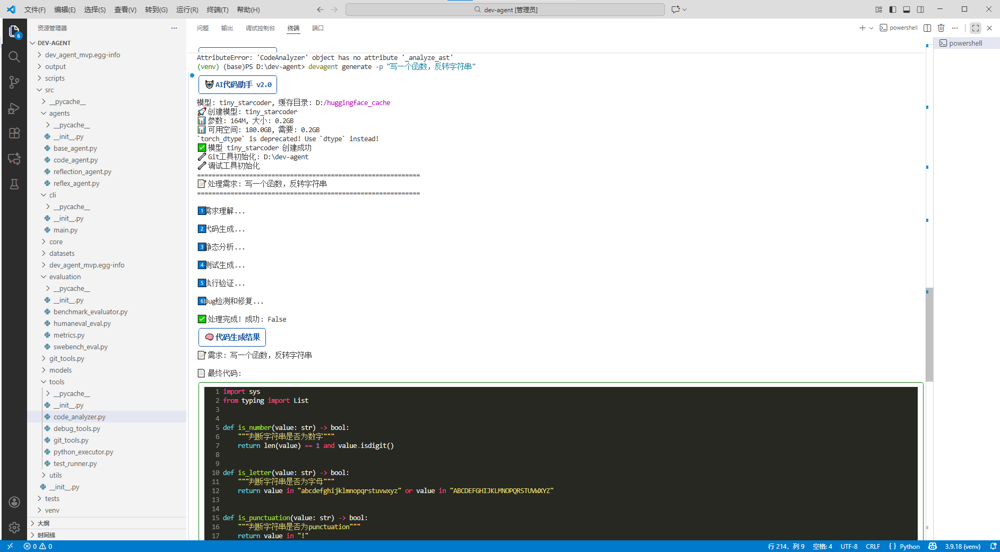 文件(F) 编辑(E) 选择(S) 查看(V) 转到(G) 运行(R) 终端(T) 帮助(H)
dev-agent [管理员]
资源管理器
问题 输出 调试控制台 终端 端口
powershell
6
DEV-AGENT
dev_agent_mvp.egg-info
output
scripts
src
__pycache__
agents
__pycache__
__init__.py
base_agent.py
code_agent.py
reflection_agent.py
reflex_agent.py
cli
__pycache__
__init__.py
main.py
core
datasets
dev_agent_mvp.egg-info
evaluation
__pycache__
__init__.py
benchmark_evaluator.py
humaneval_eval.py
metrics.py
swebench_eval.py
git_tools.py
models
tools
__pycache__
__init__.py
code_analyzer.py
debug_tools.py
git_tools.py
python_executor.py
test_runner.py
utils
__init__.py
tests
venv
大纲
时间线
powershell
AttributeError: 'CodeAnalyzer' object has no attribute '_analyze_ast'
(venv) (base)PS D:\dev-agent> devagent generate -p "写一个函数，反转字符串"
AI代码助手 v2.0
模型: tiny_starcoder, 缓存目录: D:/huggingface_cache
创建模型: tiny_starcoder
参数: 164M, 大小: 0.2GB
可用空间: 180.0GB, 需要: 0.2GB
`torch_dtype` is deprecated! Use `dtype` instead!
模型 tiny_starcoder 创建成功
Git工具初始化: D:\dev-agent
调试工具初始化
============================================================
处理需求: 写一个函数，反转字符串
============================================================
1 需求理解...
2 代码生成...
3 静态分析...
4 测试生成...
5 执行验证...
6 Bug检测和修复...
处理完成! 成功: False
代码生成结果
需求: 写一个函数，反转字符串
最终代码:
1 import sys
2 from typing import List
3
4
5 def is_number(value: str) -> bool:
6 """判断字符串是否为数字"""
7 return len(value) == 1 and value.isdigit()
8
9
10 def is_letter(value: str) -> bool:
11 """判断字符串是否为字母"""
12 return value in "abcdefghijklmnopqrstuvwxyz" or value in "ABCDEFGHIJKLMNOPQRSTUVWXYZ"
13
14
15 def is_punctuation(value: str) -> bool:
16 """判断字符串是否为punctuation"""
17 return value in "!"
0 0
行 214，列 9 空格: 4 UTF-8 CRLF { } Python 3.9.18 (venv)